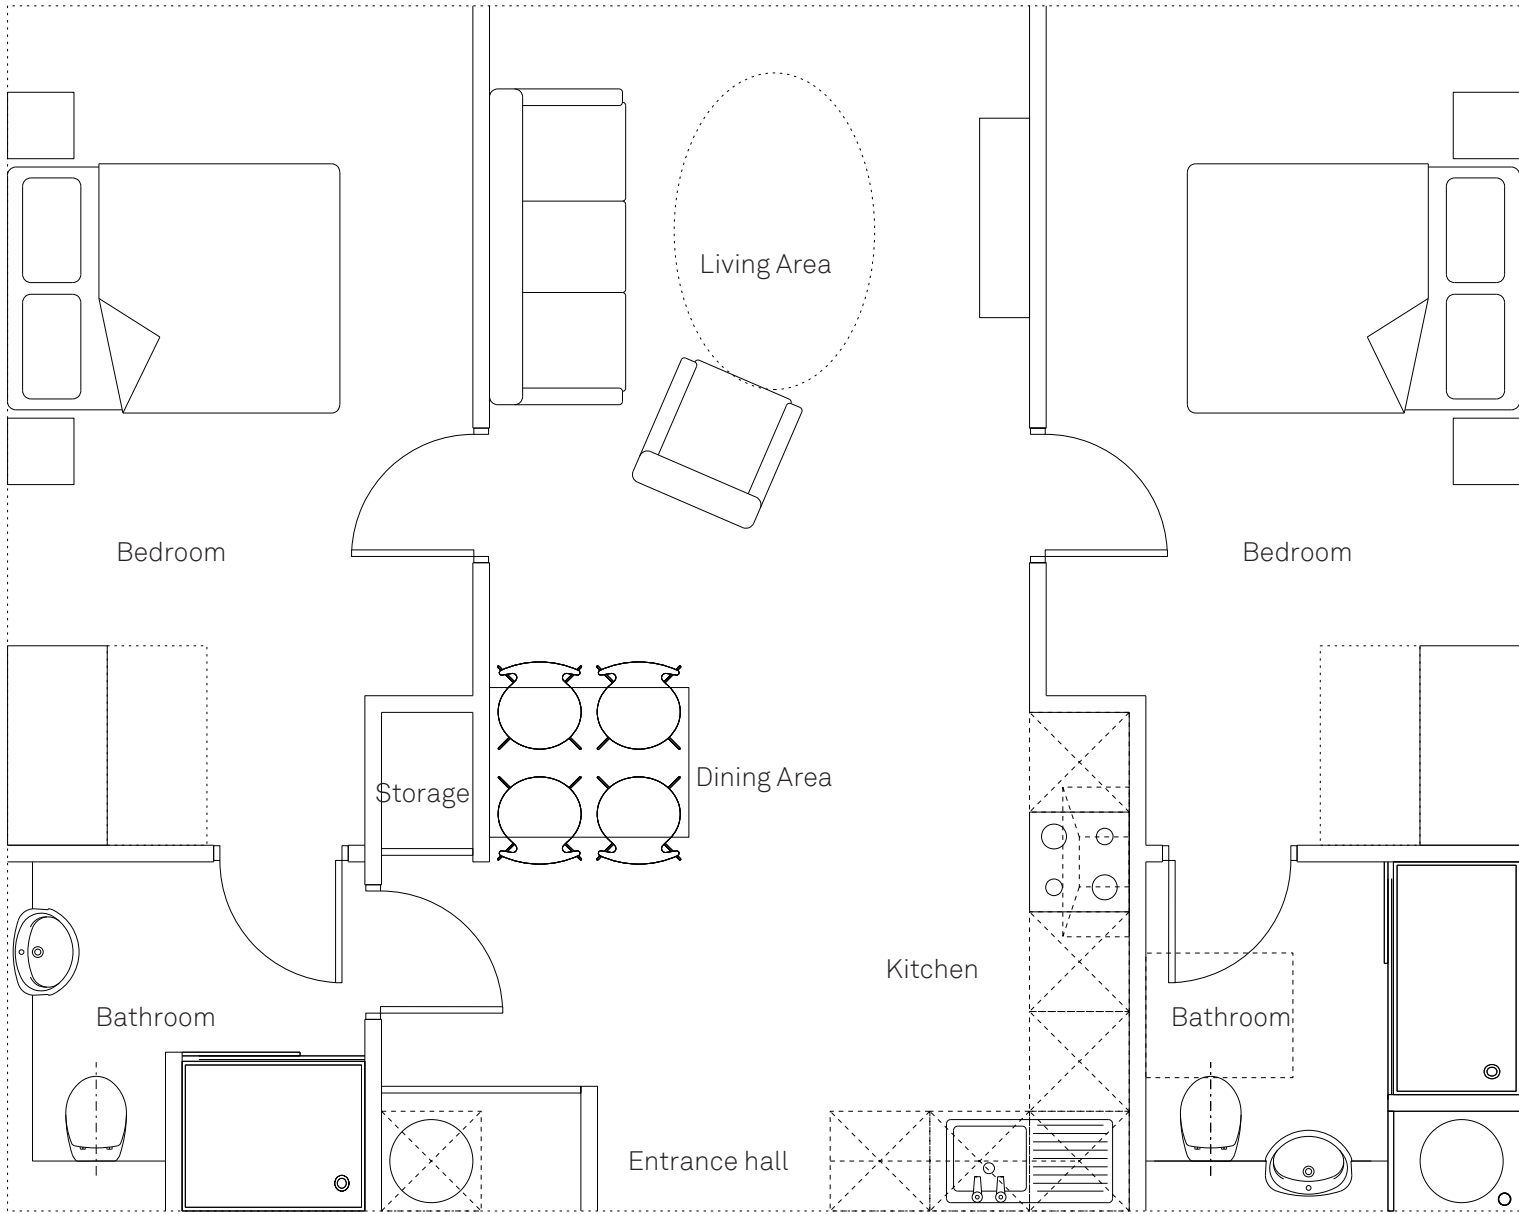 Living Area
Bedroom
Bedroom
Dining Area
Storage
Kitchen
Bathroom
Bathroom
Entrance hall